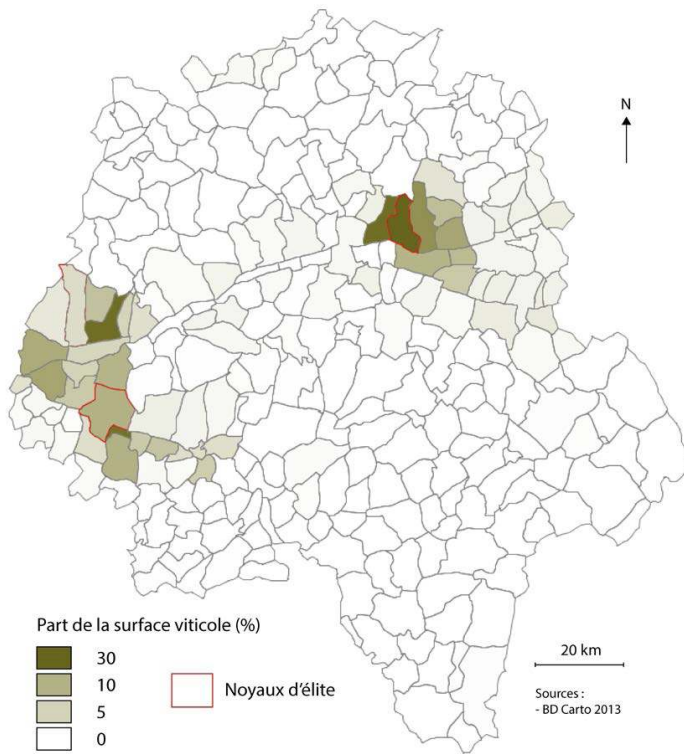 N
Part de la surface viticole (%)
30
10
5
0
Noyaux d'élite
20 km
Sources :
- BD Carto 2013